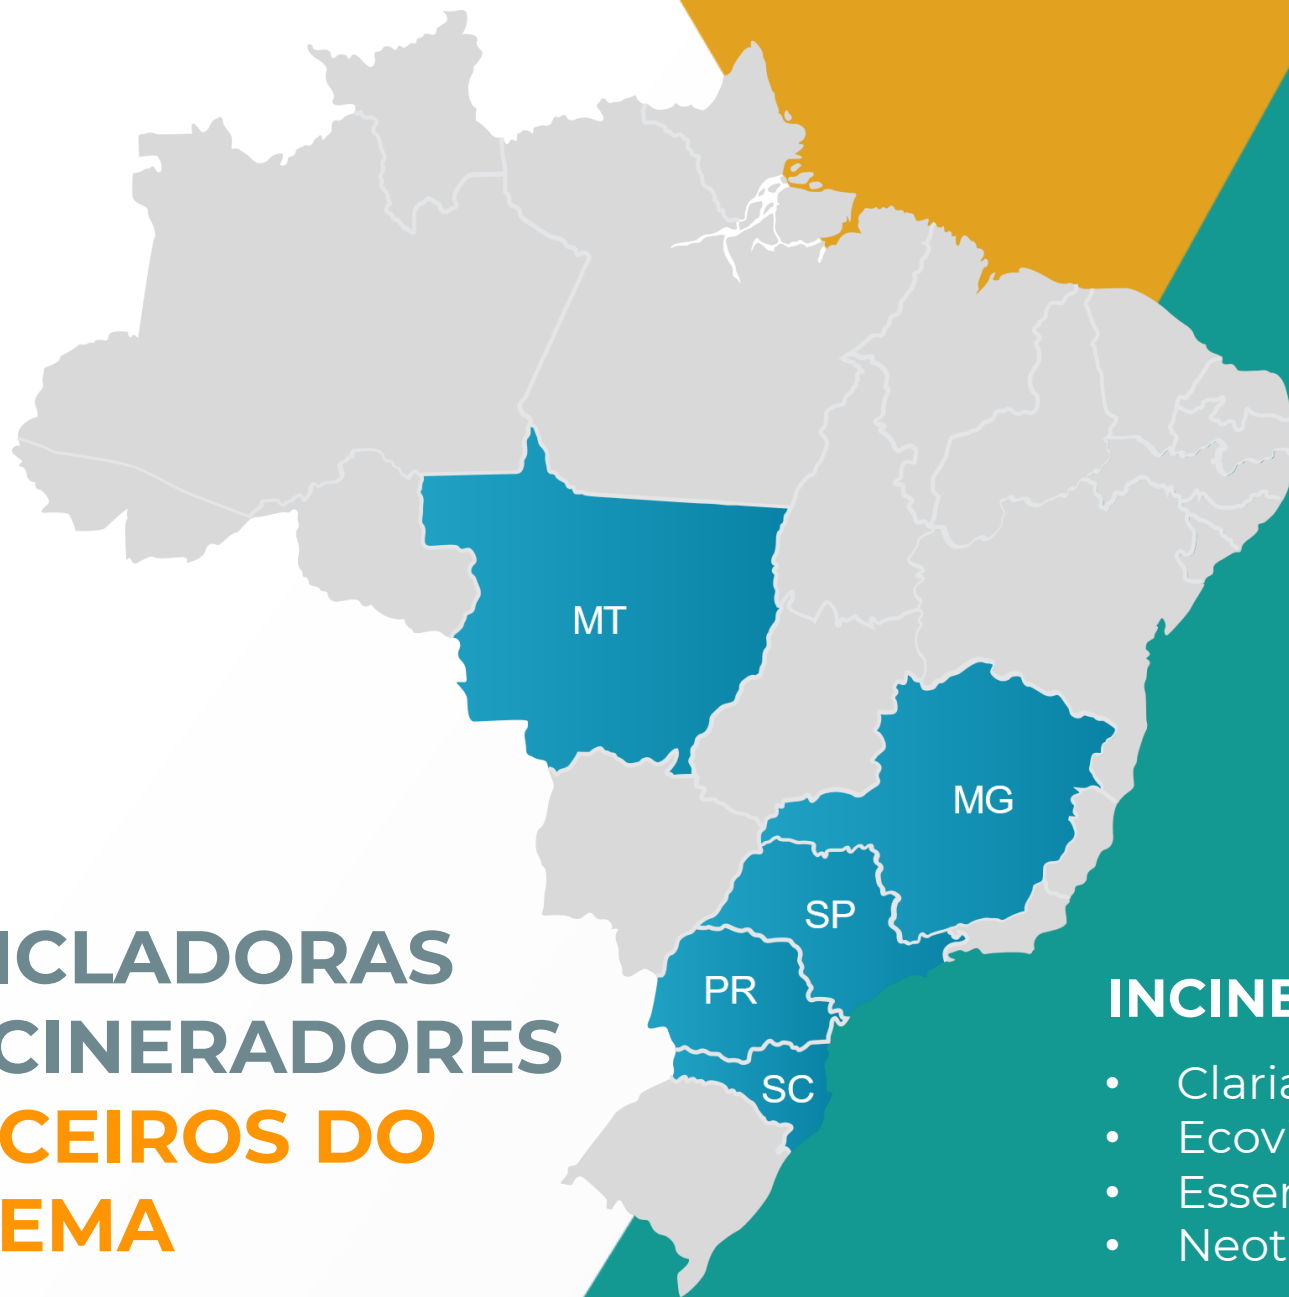 MT
MG
SP
PR
SC
ICLADORAS
CINERADORES
CEIROS DO
EMA
INCINE
• Claria
• Ecov
• Esser
• Neot